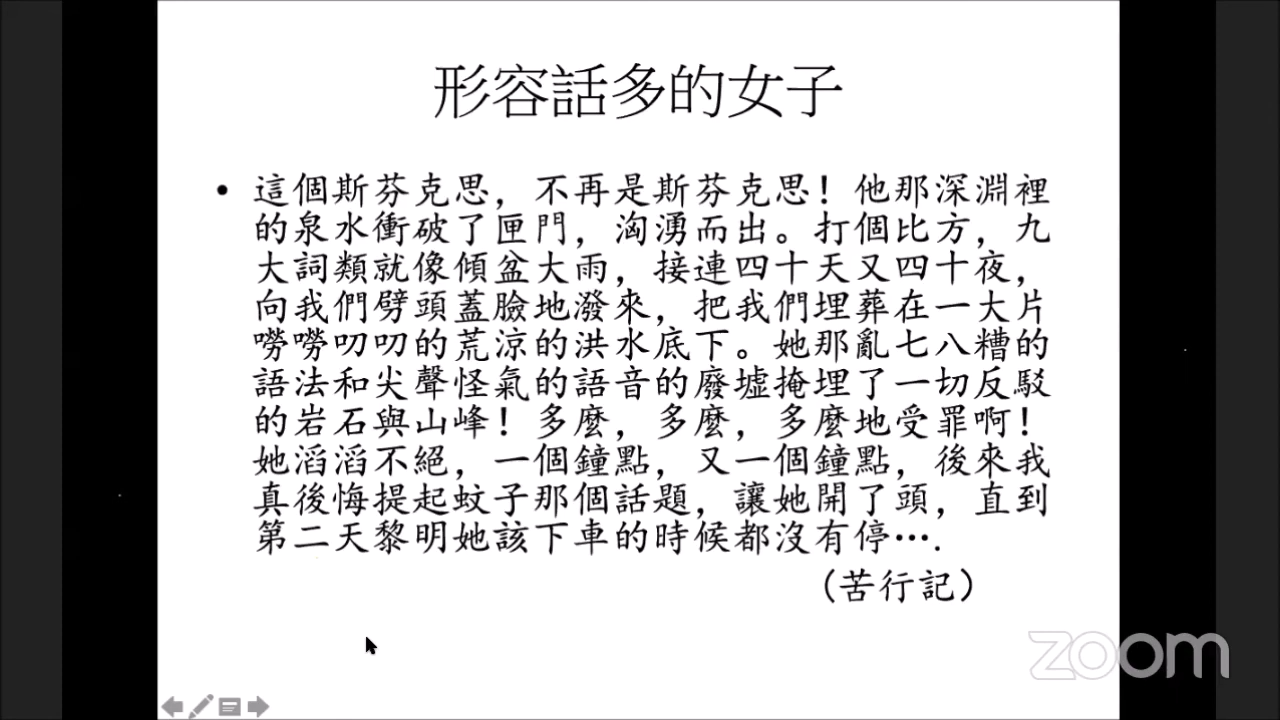 形容話多的女子
• 這個斯芬克思，不再是斯芬克思！他那深淵裡
的泉水衝破了匣門，洶湧而出。打個比方，九
大詞類就像傾盆大雨，接連四十天又四十夜，
向我們劈頭蓋臉地潑來，把我們埋葬在一大片
嘮嘮叨叨的荒涼的洪水底下。她那亂七八糟的
語法和尖聲怪氣的語音的廢墟掩埋了一切反駁
的岩石與山峰！多麼，多麼，多麼地受罪啊！
她滔滔不絕，一個鐘點，又一個鐘點，後來我
真後悔提起蚊子那個話題，讓她開了頭，直到
第二天黎明她該下車的時候都沒有停….
（苦行記）
zoom